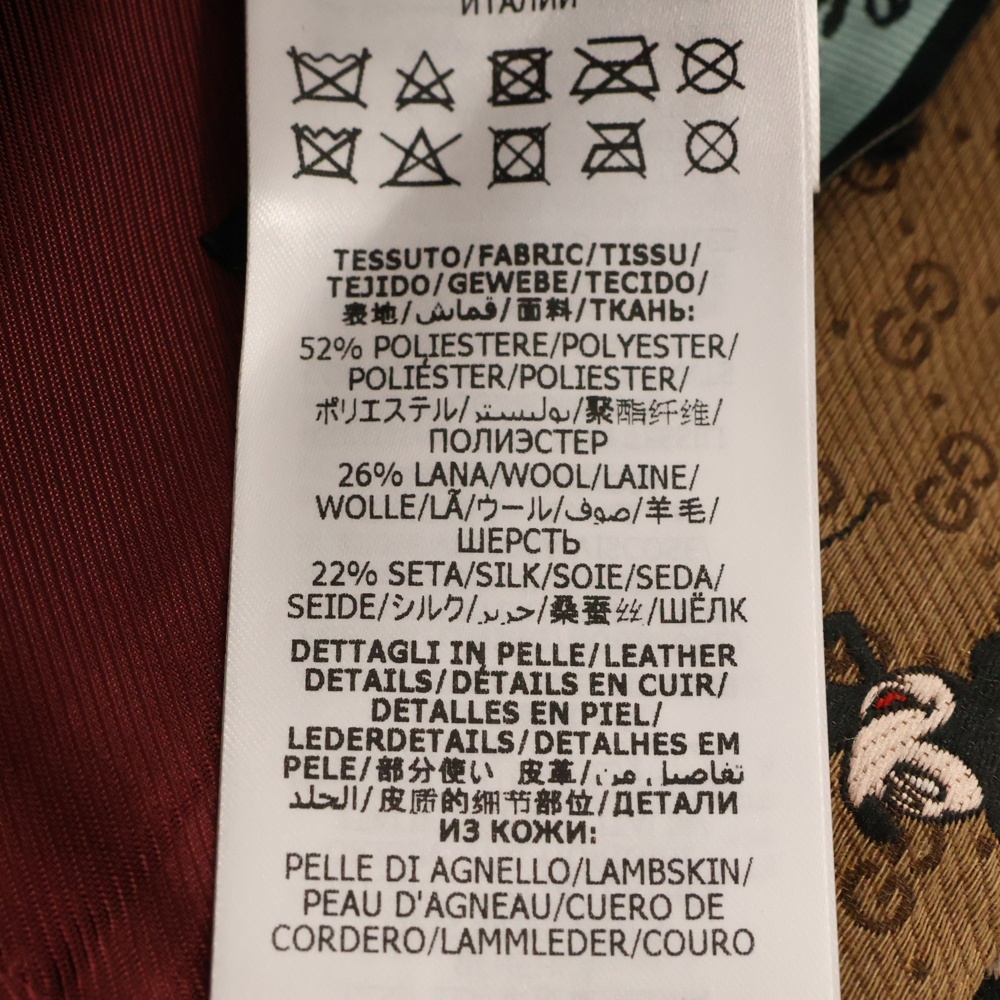 ИТАЛИИ
TESSUTO/FABRIC/TISSU/
TEJIDO/GEWEBE/TECIDO/
表地/قماش/面料/ТКАНЬ:
52% POLIESTERE/POLYESTER/
POLIÉSTER/POLIESTER/
ポリエステル/بوليستر/聚酯纤维/
ПОЛИЭСТЕР
26% LANA/WOOL/LAINE/
WOLLE/LÃ/ウール/صوف/羊毛/
ШЕРСТЬ
22% SETA/SILK/SOIE/SEDA/
SEIDE/シルク/حرير/桑蚕丝/ШЁЛК
DETTAGLI IN PELLE/LEATHER
DETAILS/DÉTAILS EN CUIR/
DETALLES EN PIEL/
LEDERDETAILS/DETALHES EM
PELE/部分使い 皮革/تفاصيل من
الجلد/皮质的细节部位/ДЕТАЛИ
ИЗ КОЖИ:
PELLE DI AGNELLO/LAMBSKIN/
PEAU D'AGNEAU/CUERO DE
CORDERO/LAMMLEDER/COURO